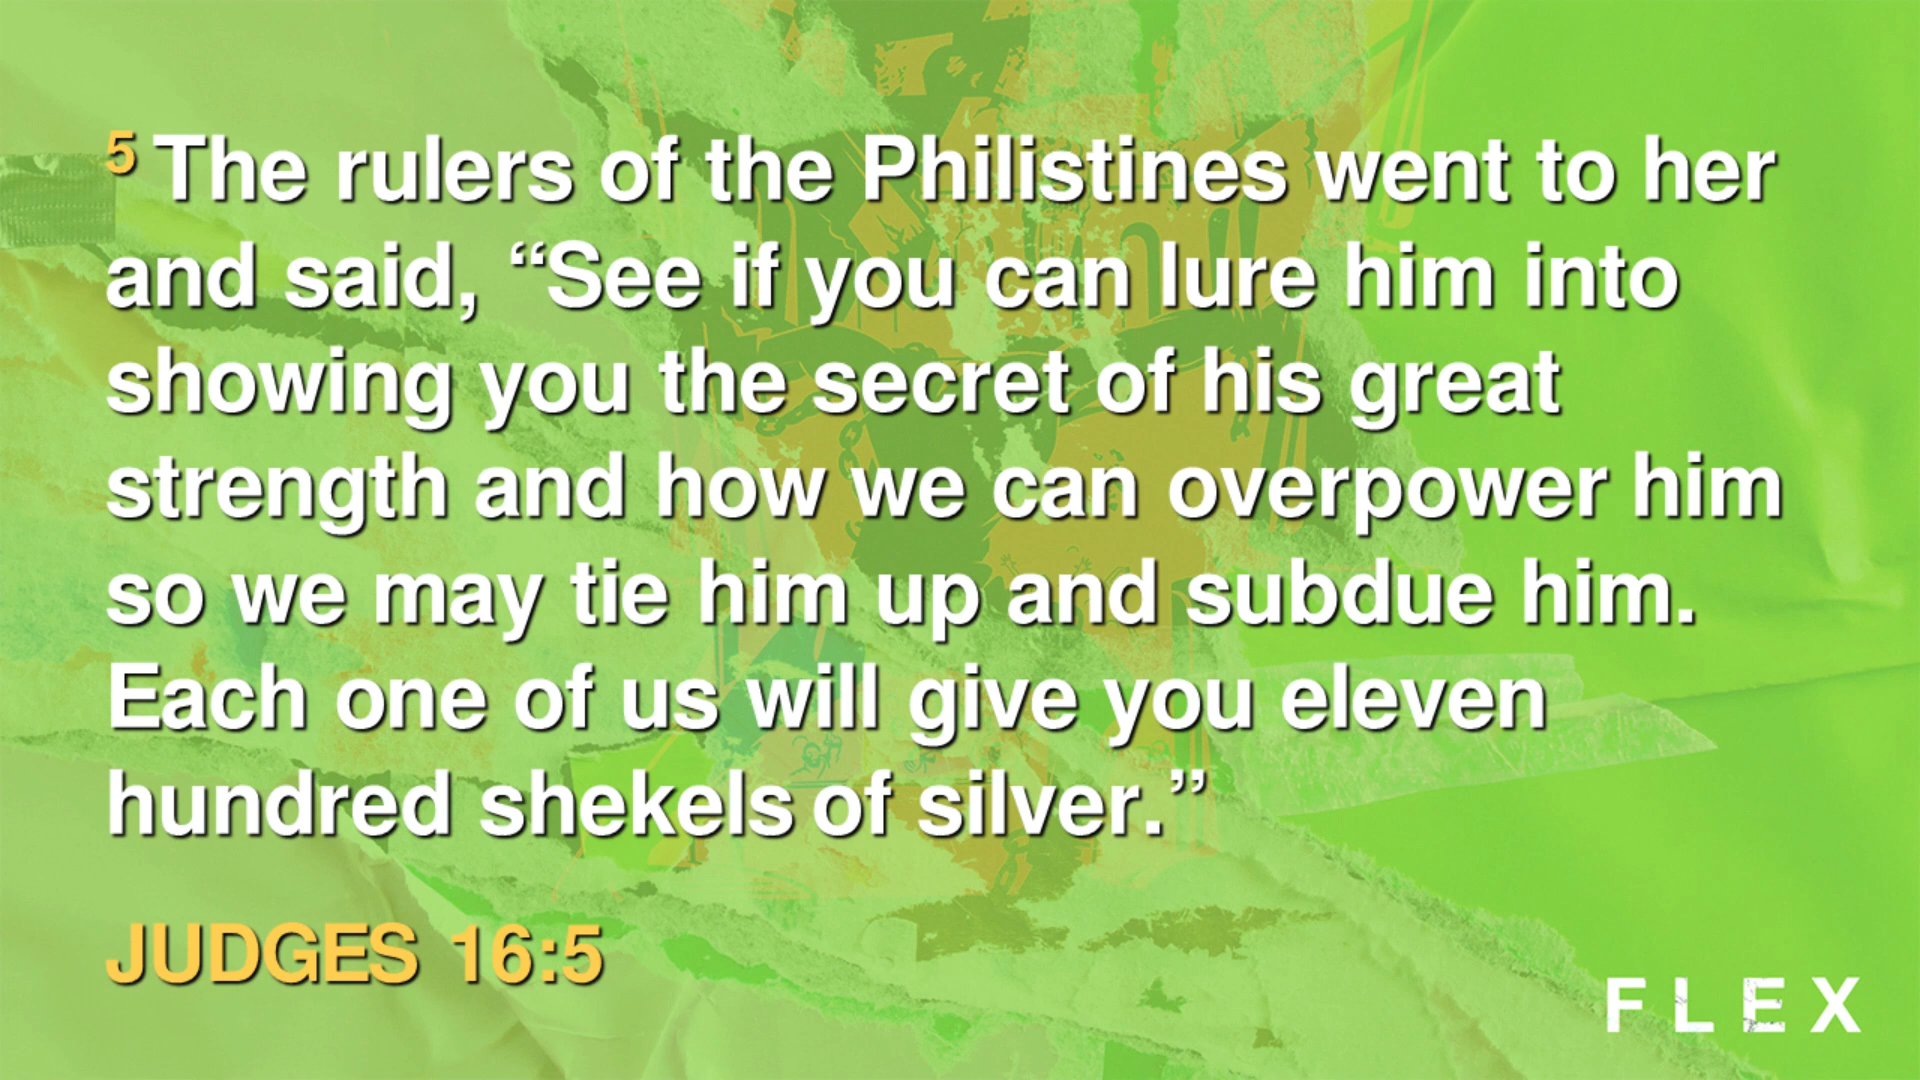 5 The rulers of the Philistines went to her
and said, “See if you can lure him into
showing you the secret of his great
strength and how we can overpower him
so we may tie him up and subdue him.
Each one of us will give you eleven
hundred shekels of silver.”
JUDGES 16:5
FLEX